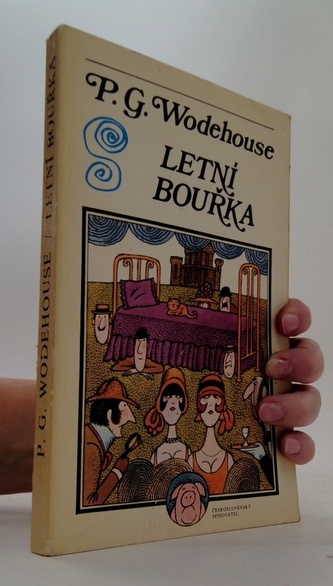 P. G. WODEHOUSE / LETNÍ BOUŘKA
P. G. Wodehouse
LETNÍ
BOUŘKA
ČESKOSLOVENSKÝ
SPISOVATEL